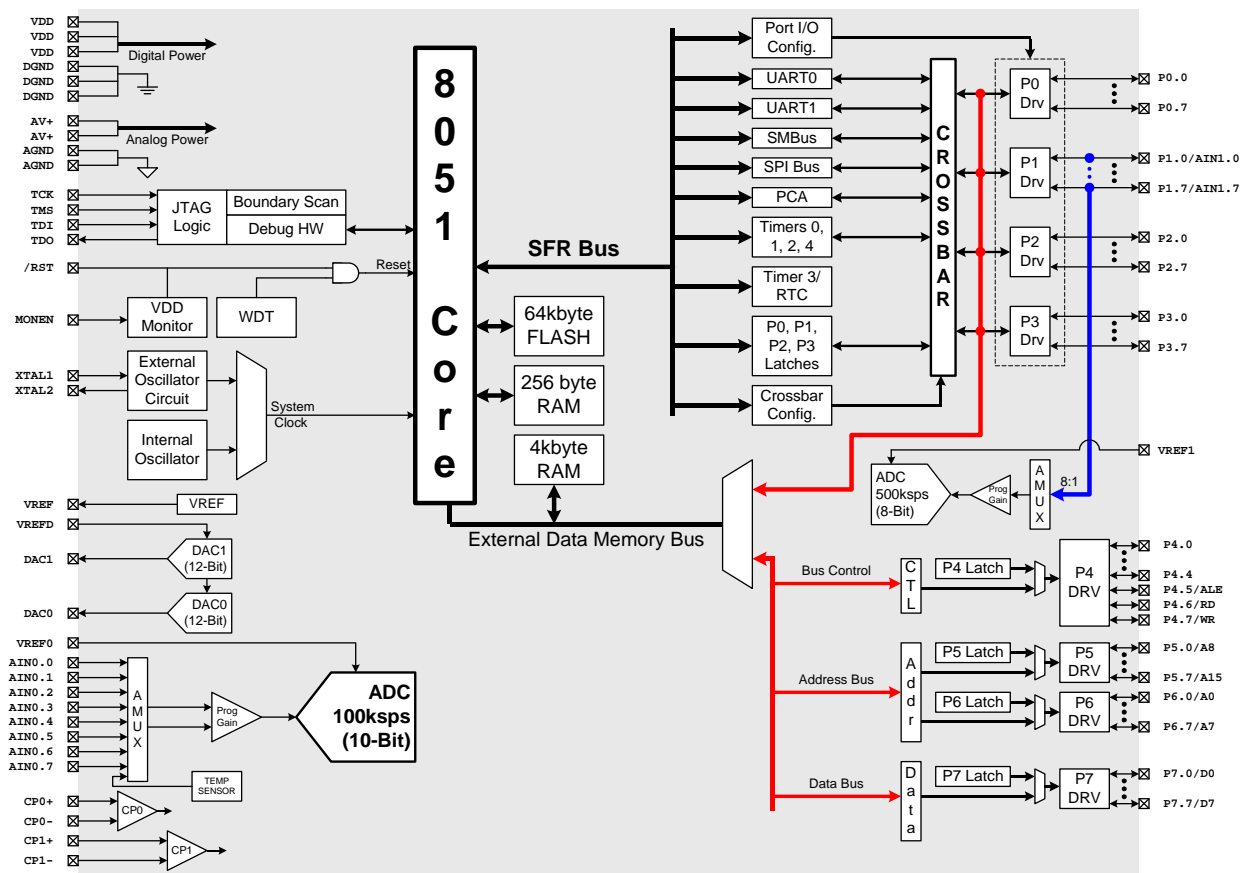 VDD
VDD
VDD
Digital Power
DGND
DGND
DGND
AV+
AV+
Analog Power
AGND
AGND
TCK
TMS
TDI
TDO
JTAG
Logic
Boundary Scan
Debug HW
/RST
Reset
MONEN
VDD
Monitor
WDT
XTAL1
XTAL2
External
Oscillator
Circuit
Internal
Oscillator
System
Clock
VREF
VREF
VREFD
DAC1
DAC1
(12-Bit)
DAC0
DAC0
(12-Bit)
VREF0
AIN0.0
AIN0.1
AIN0.2
AIN0.3
AIN0.4
AIN0.5
AIN0.6
AIN0.7
AMUX
Prog
Gain
ADC
100ksps
(10-Bit)
TEMP
SENSOR
CP0+
CP0-
CP0
CP1+
CP1-
CP1
8051 Core
SFR Bus
64kbyte
FLASH
256 byte
RAM
4kbyte
RAM
External Data Memory Bus
Port I/O
Config.
UART0
UART1
SMBus
SPI Bus
PCA
Timers 0,
1, 2, 4
Timer 3/
RTC
P0, P1,
P2, P3
Latches
Crossbar
Config.
CROSSBAR
P0
Drv
P1
Drv
P2
Drv
P3
Drv
P0.0
P0.7
P1.0/AIN1.0
P1.7/AIN1.7
P2.0
P2.7
P3.0
P3.7
VREF1
ADC
500ksps
(8-Bit)
Prog
Gain
AMUX
8:1
Bus Control
CTL
P4 Latch
P4
DRV
P4.0
P4.4
P4.5/ALE
P4.6/RD
P4.7/WR
Address Bus
Addr
P5 Latch
P5
DRV
P5.0/A8
P5.7/A15
P6 Latch
P6
DRV
P6.0/A0
P6.7/A7
Data Bus
Data
P7 Latch
P7
DRV
P7.0/D0
P7.7/D7